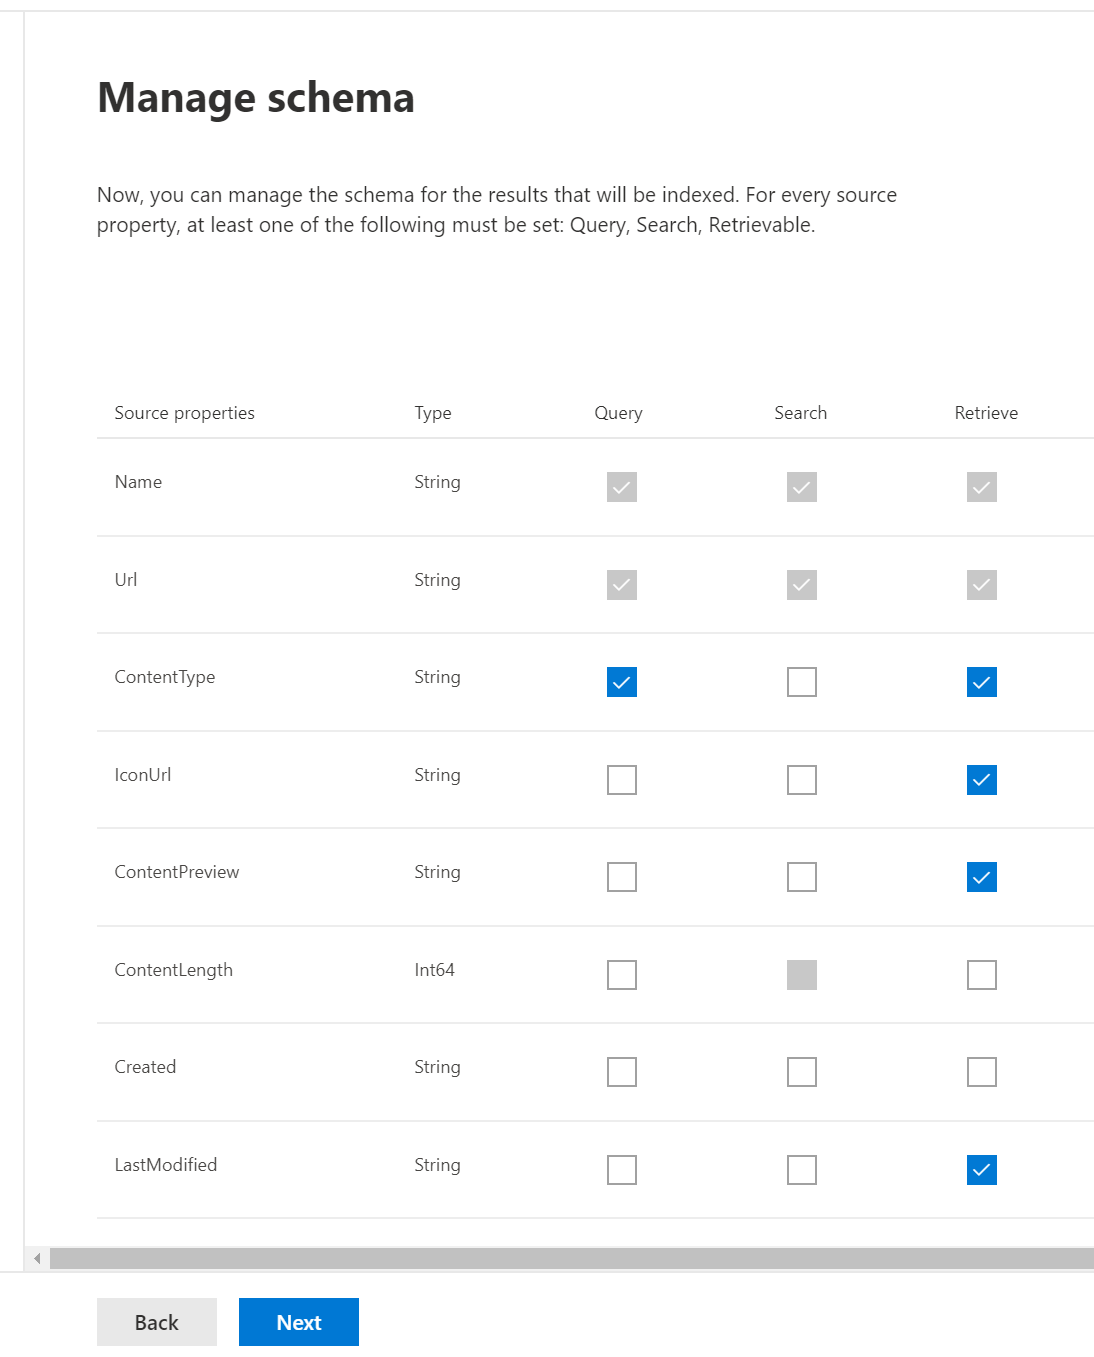 Manage schema
Now, you can manage the schema for the results that will be indexed. For every source
property, at least one of the following must be set: Query, Search, Retrievable.
Source properties Type Query Search Retrieve
Name String
Url String
ContentType String
IconUrl String
ContentPreview String
ContentLength Int64
Created String
LastModified String
Back Next